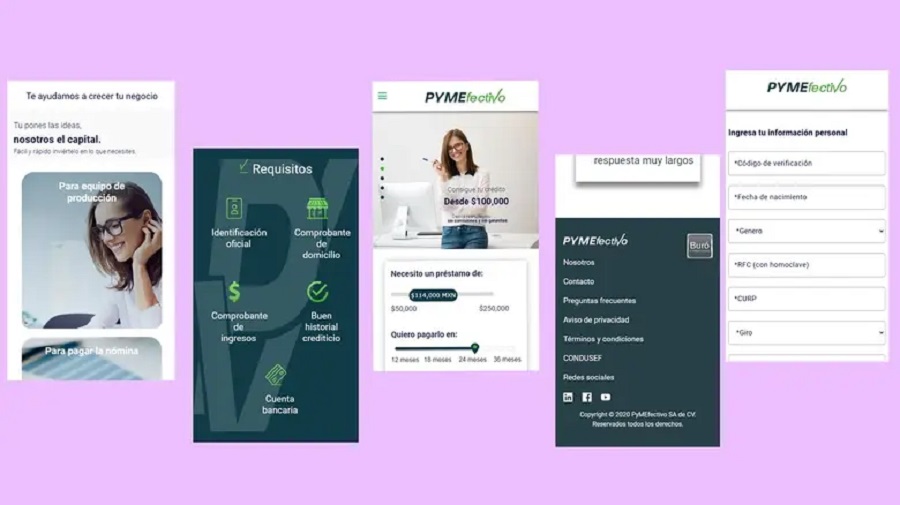 Te ayudamos a crecer tu negocio
Tu pones las ideas,
nosotros el capital.
Fácil y rápido inviértelo en lo que necesites.
Para equipo de
producción
Para pagar la nómina
Requisitos
Identificación
oficial
Comprobante
de
domicilio
Comprobante
de
ingresos
Buen
historial
crediticio
Cuenta
bancaria
PYMEfectivo
Consigue tu crédito
Desde $100,000
Necesito un préstamo de:
$314,000 MXN
$50,000
$250,000
Quiero pagarlo en:
12 meses 18 meses 24 meses 36 meses
respuesta muy largos
PYMEfectivo
Buró
Nosotros
Contacto
Preguntas frecuentes
Aviso de privacidad
Términos y condiciones
CONDUSEF
Redes sociales
Copyright © 2020 PyMEfectivo SA de CV.
Reservados todos los derechos.
PYMEfectivo
Ingresa tu información personal
*Código de verificación
*Fecha de nacimiento
*Genero
*RFC (con homoclave)
*CURP
*Giro